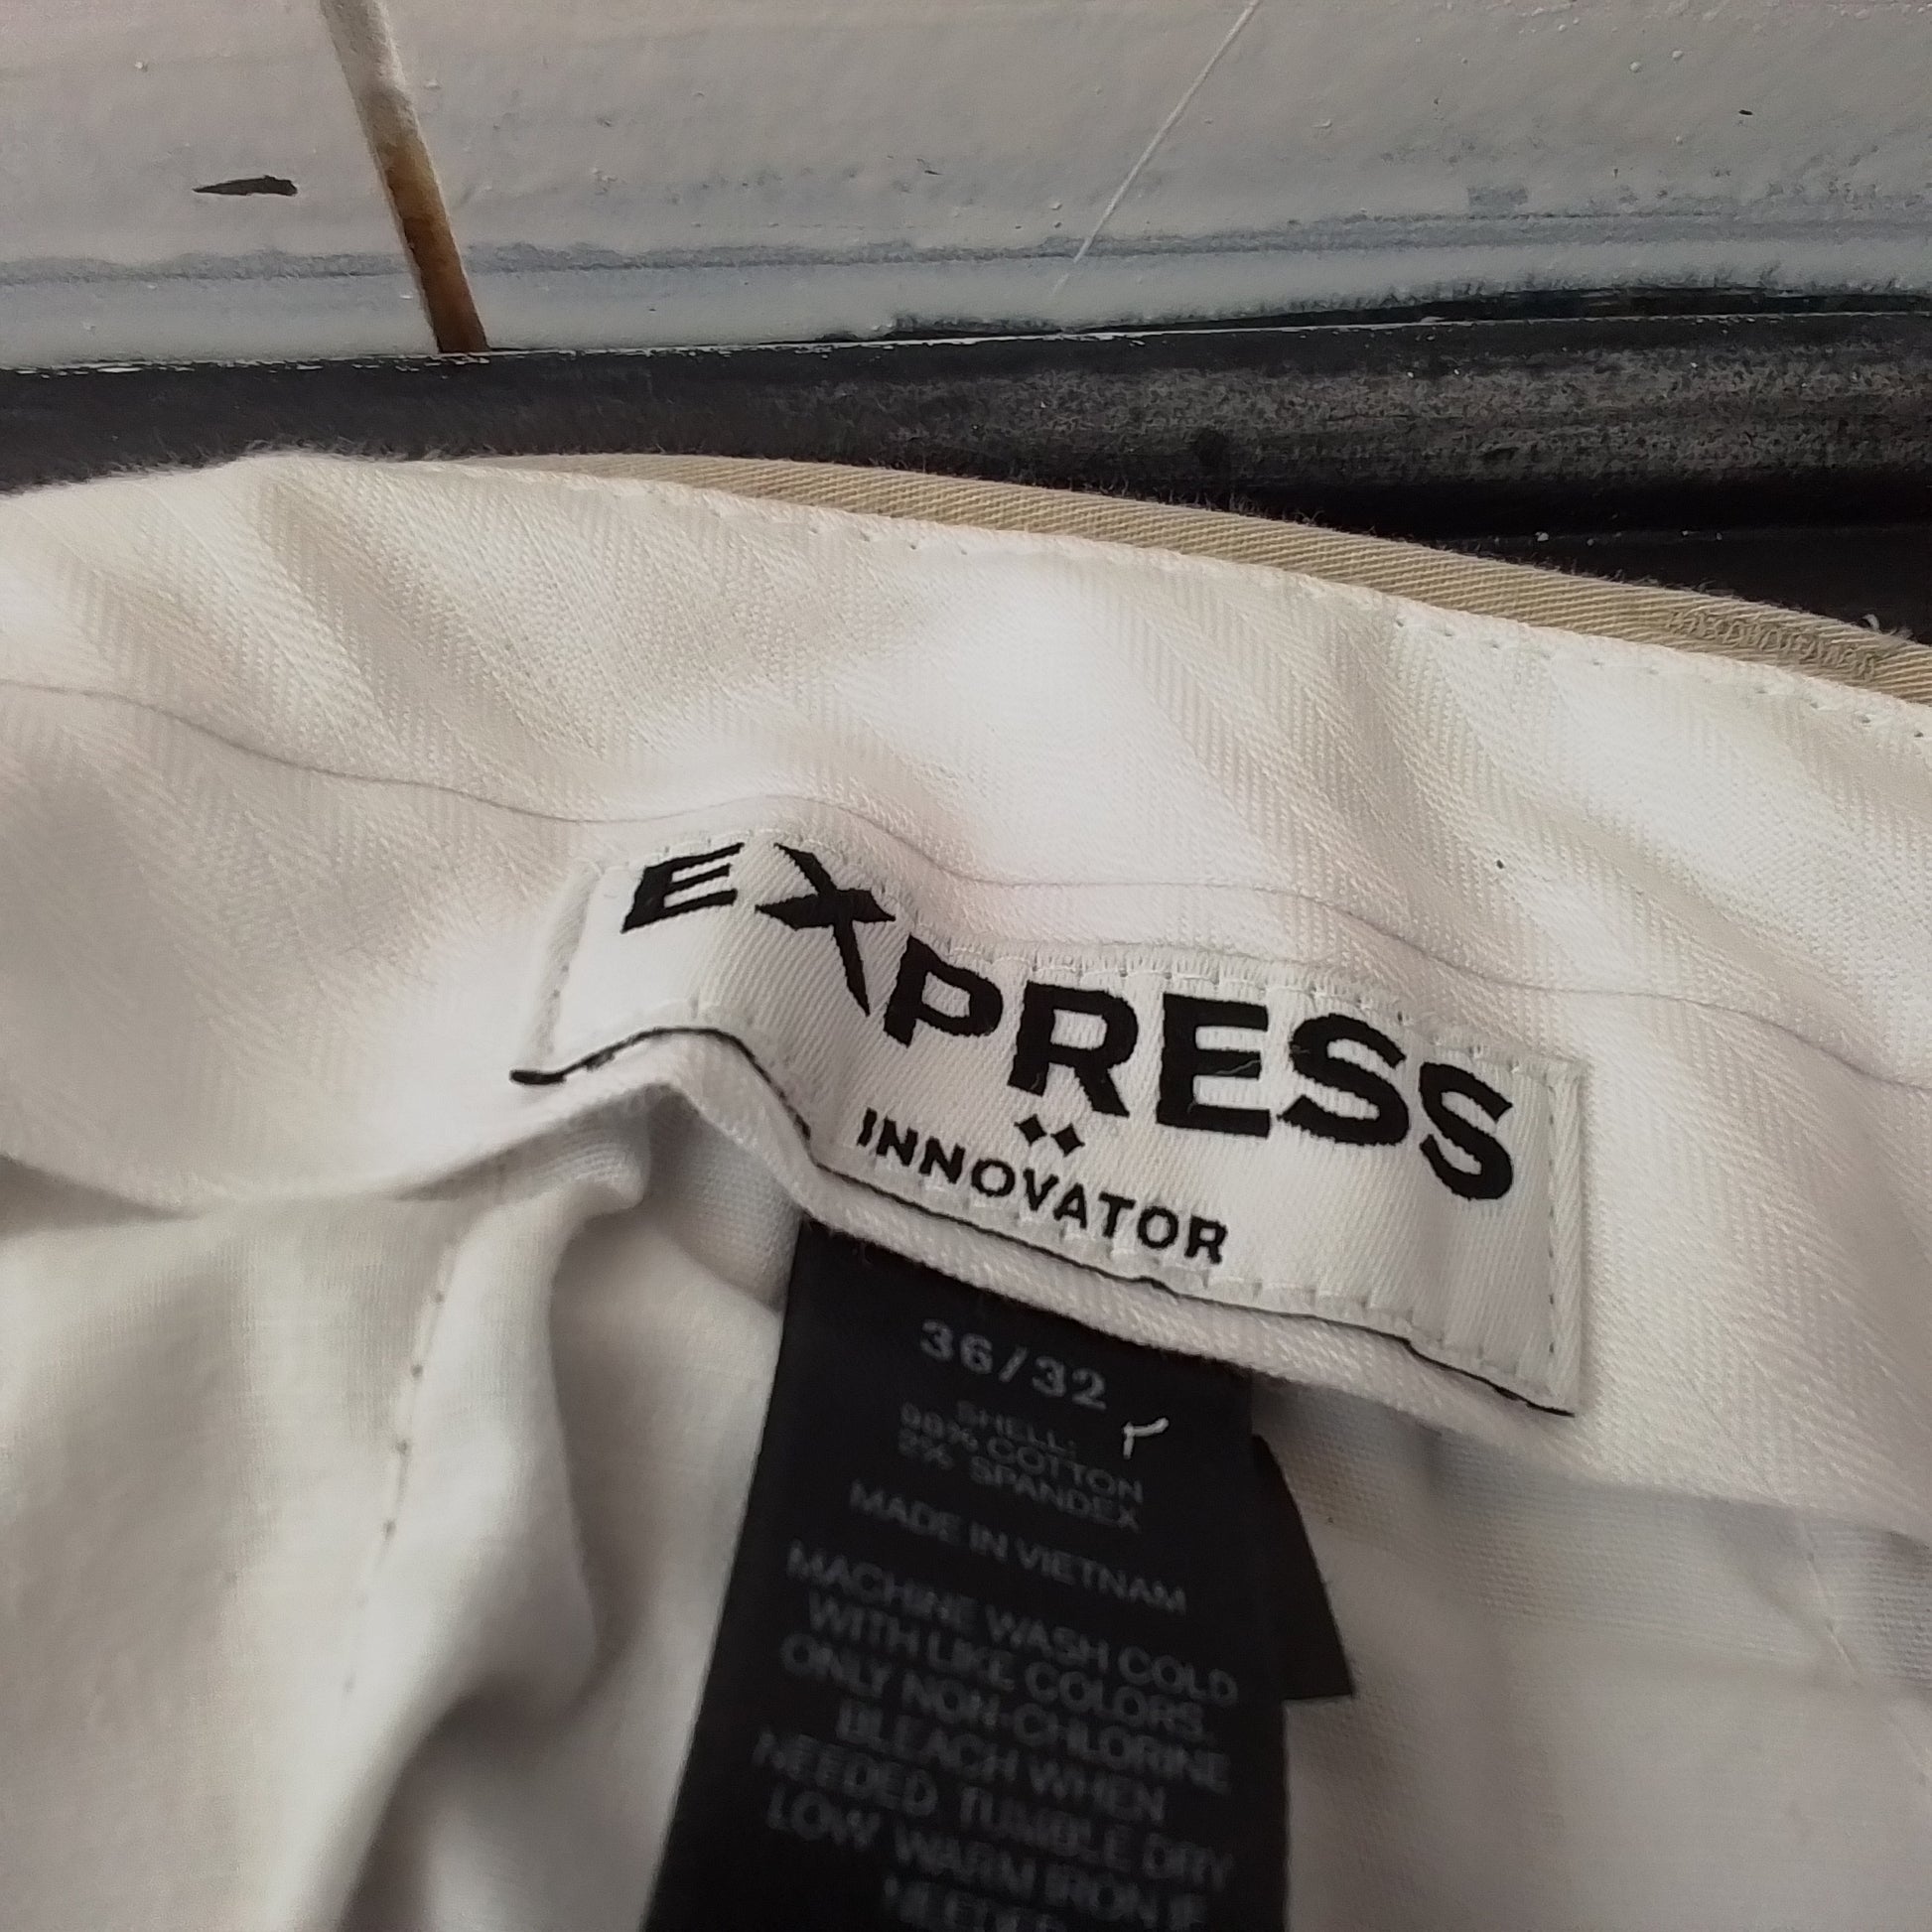 EXPRESS
INNOVATOR
36/32
SHELL:
98% COTTON
2% SPANDEX
MADE IN VIETNAM
MACHINE WASH COLD
WITH LIKE COLORS.
ONLY NON-CHLORINE
BLEACH WHEN
NEEDED. TUMBLE DRY
LOW. WARM IRON IF